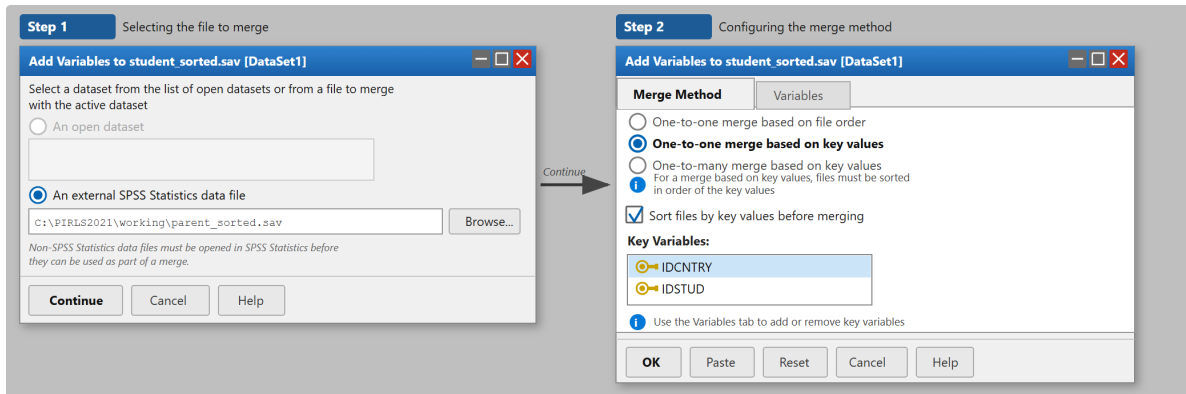 Step 1
Selecting the file to merge
Add Variables to student_sorted.sav [DataSet1]
Select a dataset from the list of open datasets or from a file to merge
with the active dataset
An open dataset
An external SPSS Statistics data file
C:\PIRLS2021\working\parent_sorted.sav
Browse...
Non-SPSS Statistics data files must be opened in SPSS Statistics before
they can be used as part of a merge.
Continue
Cancel
Help
Continue
Step 2
Configuring the merge method
Add Variables to student_sorted.sav [DataSet1]
Merge Method
Variables
One-to-one merge based on file order
One-to-one merge based on key values
One-to-many merge based on key values
For a merge based on key values, files must be sorted
in order of the key values
Sort files by key values before merging
Key Variables:
IDCNTRY
IDSTUD
Use the Variables tab to add or remove key variables
OK
Paste
Reset
Cancel
Help